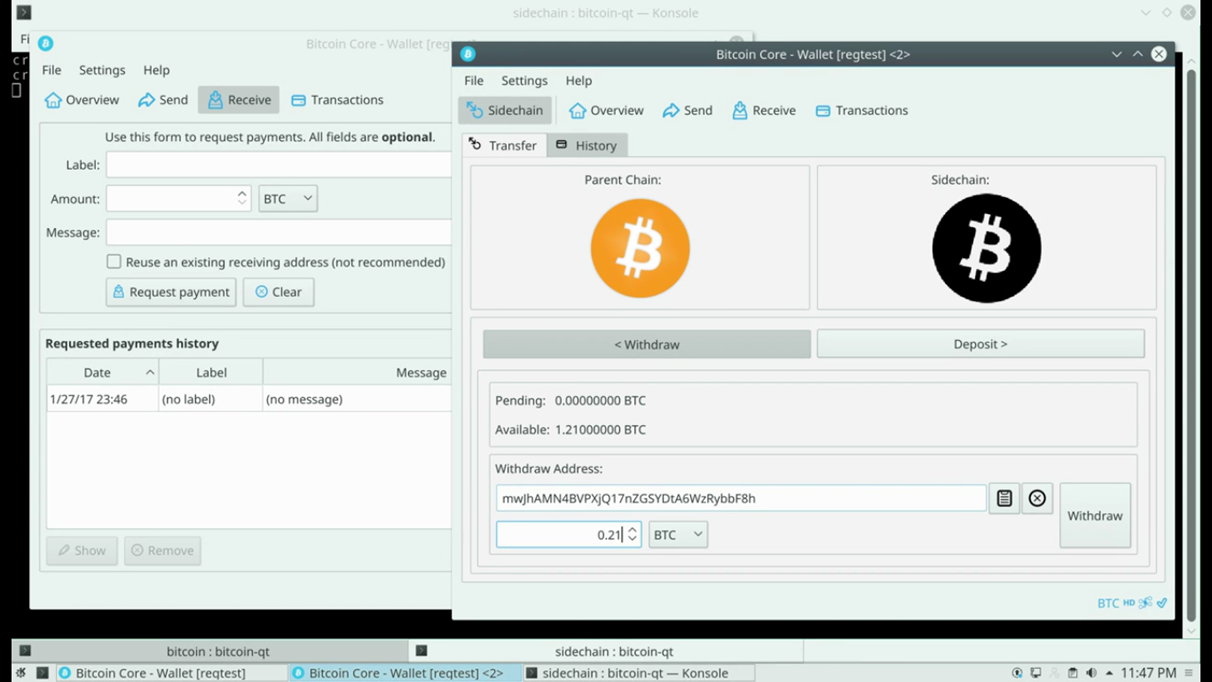 sidechain : bitcoin-qt — Konsole
Fi
cr
cr
Bitcoin Core - Wallet [reg
File Settings Help
Overview Send Receive Transactions
Use this form to request payments. All fields are optional.
Label:
Amount: BTC
Message:
Reuse an existing receiving address (not recommended)
Request payment Clear
Requested payments history
Date Label Message
1/27/17 23:46 (no label) (no message)
Show Remove
Bitcoin Core - Wallet [regtest] <2>
File Settings Help
Sidechain Overview Send Receive Transactions
Transfer History
Parent Chain: Sidechain:
< Withdraw Deposit >
Pending: 0.00000000 BTC
Available: 1.21000000 BTC
Withdraw Address:
mwJhAMN4BVPXjQ17nZGSYDtA6WzRybbF8h
Withdraw
0.21 BTC
BTC HD
bitcoin : bitcoin-qt sidechain : bitcoin-qt
Bitcoin Core - Wallet [regtest] Bitcoin Core - Wallet [regtest] <2> sidechain : bitcoin-qt — Konsole 11:47 PM